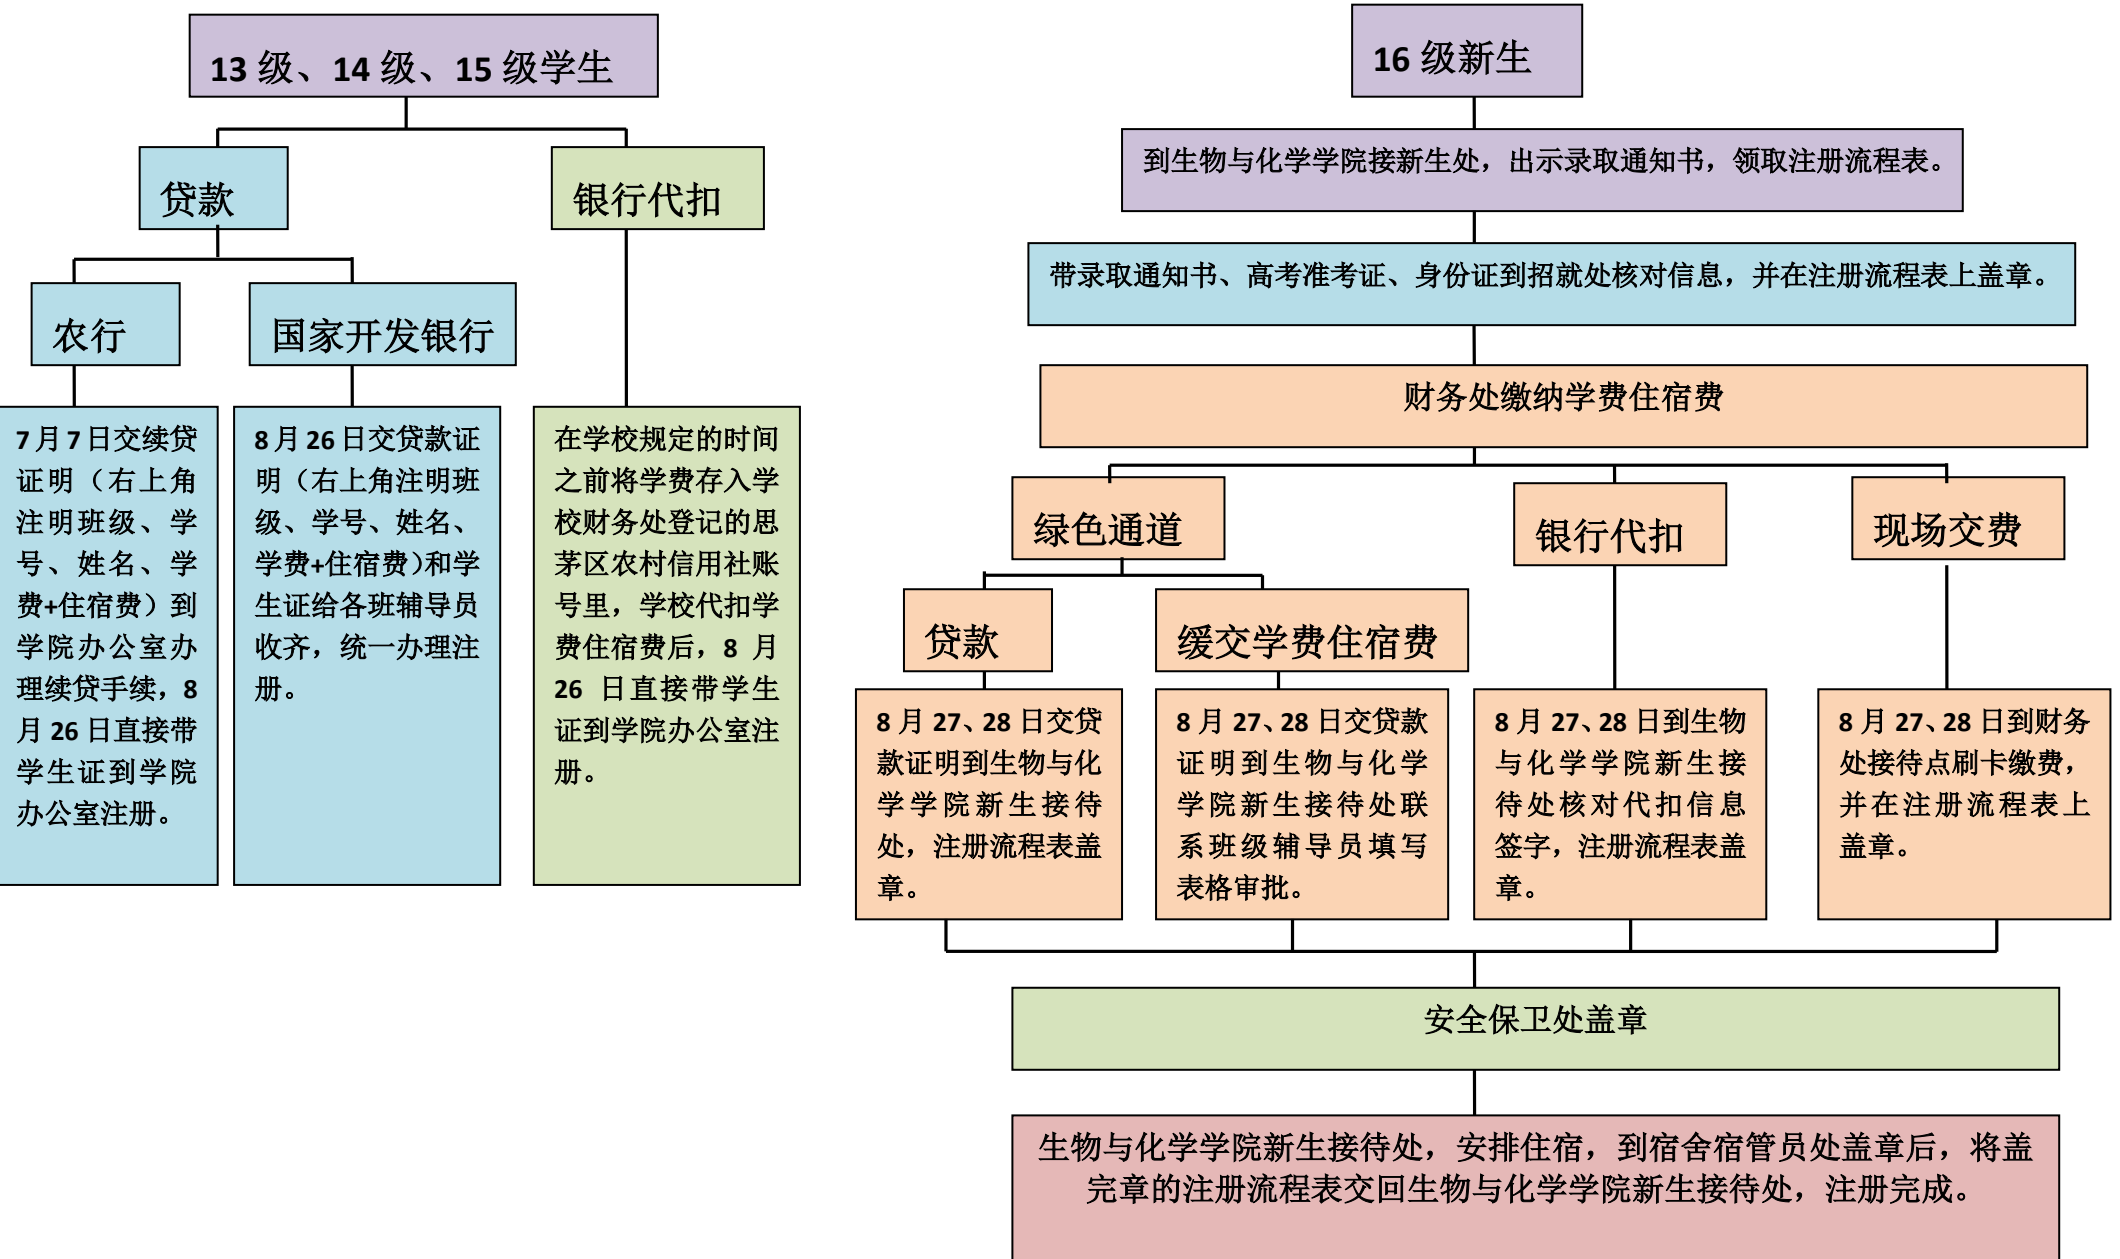 13 级、14 级、15 级学生
贷款
银行代扣
农行
国家开发银行
7 月 7 日交续贷
证明（右上角
注明班级、学
号、姓名、学
费+住宿费）到
学院办公室办
理续贷手续，8
月 26 日直接带
学生证到学院
办公室注册。
8 月 26 日交贷款证
明（右上角注明班
级、学号、姓名、
学费+住宿费）和学
生证给各班辅导员
收齐，统一办理注
册。
在学校规定的时间
之前将学费存入学
校财务处登记的思
茅区农村信用社账
号里，学校代扣学
费住宿费后，8 月
26 日直接带学生
证到学院办公室注
册。
16 级新生
到生物与化学学院接新生处，出示录取通知书，领取注册流程表。
带录取通知书、高考准考证、身份证到招就处核对信息，并在注册流程表上盖章。
财务处缴纳学费住宿费
绿色通道
银行代扣
现场交费
贷款
缓交学费住宿费
8 月 27、28 日交贷
款证明到生物与化
学学院新生接待
处，注册流程表盖
章。
8 月 27、28 日交贷款
证明到生物与化学
学院新生接待处联
系班级辅导员填写
表格审批。
8 月 27、28 日到生物
与化学学院新生接
待处核对代扣信息
签字，注册流程表盖
章。
8 月 27、28 日到财务
处接待点刷卡缴费，
并在注册流程表上
盖章。
安全保卫处盖章
生物与化学学院新生接待处，安排住宿，到宿舍宿管员处盖章后，将盖
完章的注册流程表交回生物与化学学院新生接待处，注册完成。